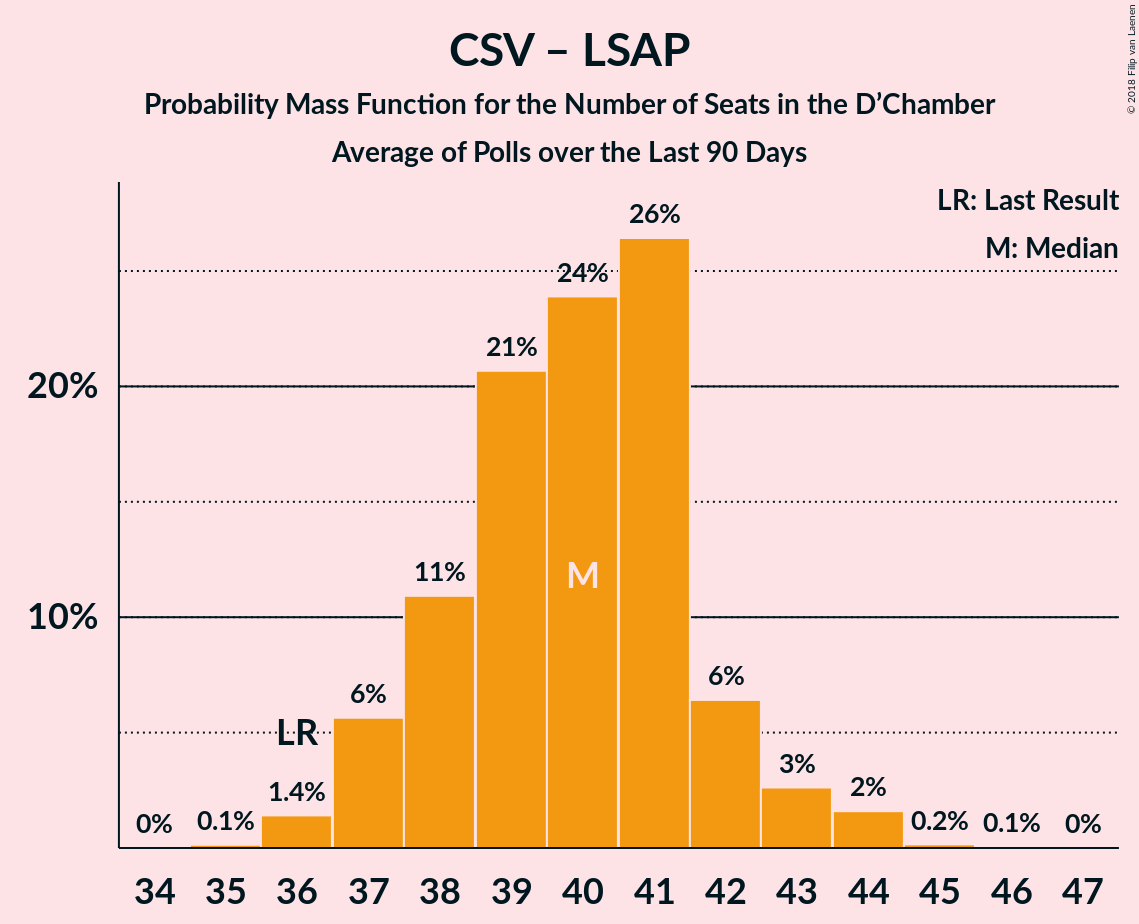 CSV – LSAP
Probability Mass Function for the Number of Seats in the D’Chamber
Average of Polls over the Last 90 Days
© 2018 Filip van Laenen
LR: Last Result
M: Median
26%
24%
21%
20%
11%
M
10%
6%
6%
LR
3%
1.4%
2%
0%
0.1%
0.2%
0.1%
0%
34 35 36 37 38 39 40 41 42 43 44 45 46 47